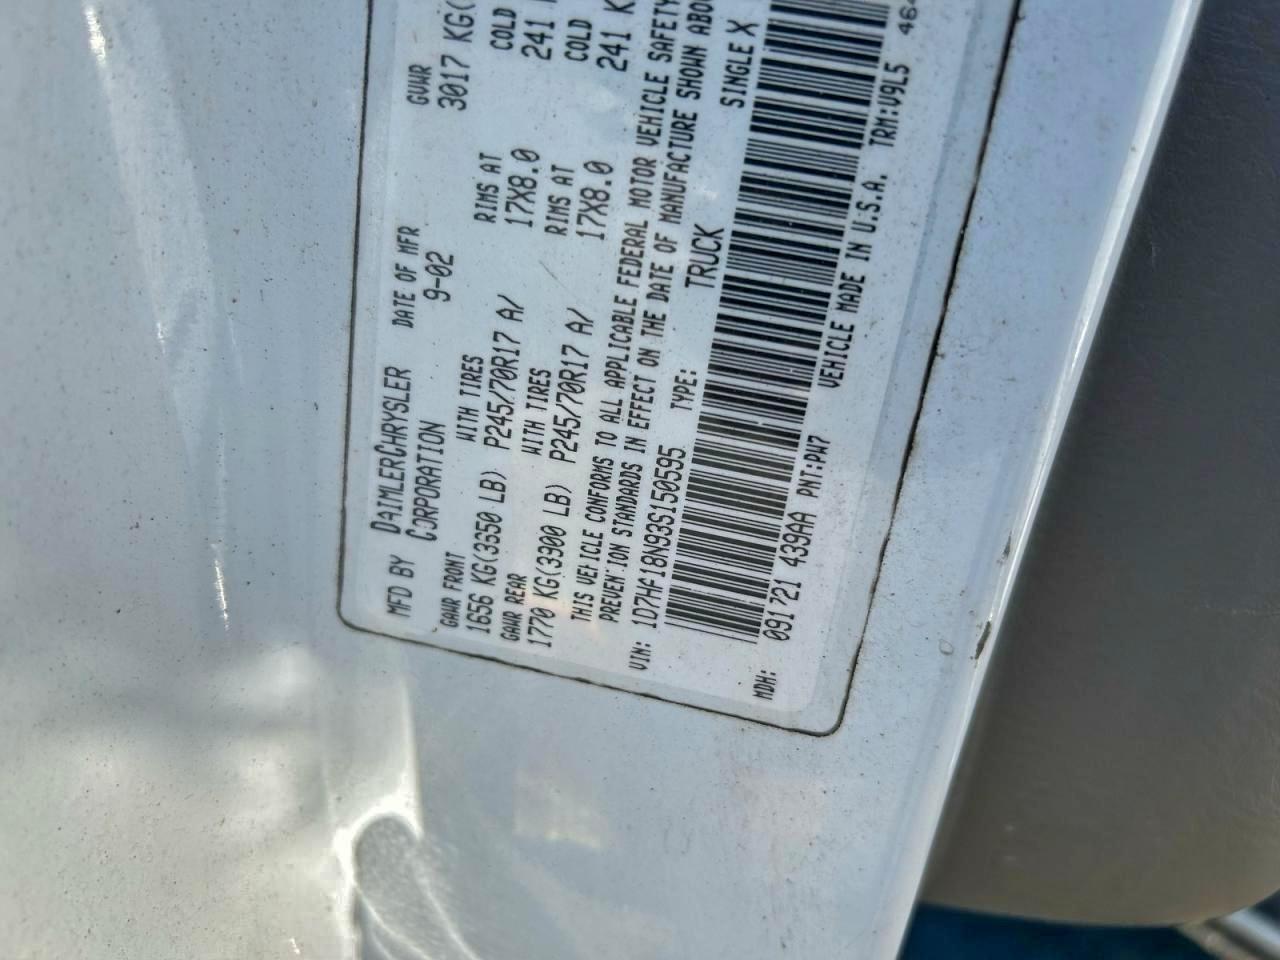 MFD BY DAIMLERCHRYSLER CORPORATION DATE OF MFR 9-02 GVWR 3017 KG(
GAWR FRONT WITH TIRES RIMS AT COLD
1656 KG(3650 LB) P245/70R17 A/ 17X8.0 241
GAWR REAR WITH TIRES RIMS AT COLD
1770 KG(3900 LB) P245/70R17 A/ 17X8.0 241 K
THIS VEHICLE CONFORMS TO ALL APPLICABLE FEDERAL MOTOR VEHICLE SAFETY
PREVENTION STANDARDS IN EFFECT ON THE DATE OF MANUFACTURE SHOWN ABO
VIN: 1D7HA18N93S150595 TYPE: TRUCK SINGLE X
MDH: 091721 439AA PNT:PW7 VEHICLE MADE IN U.S.A. TRM:V9L5 464